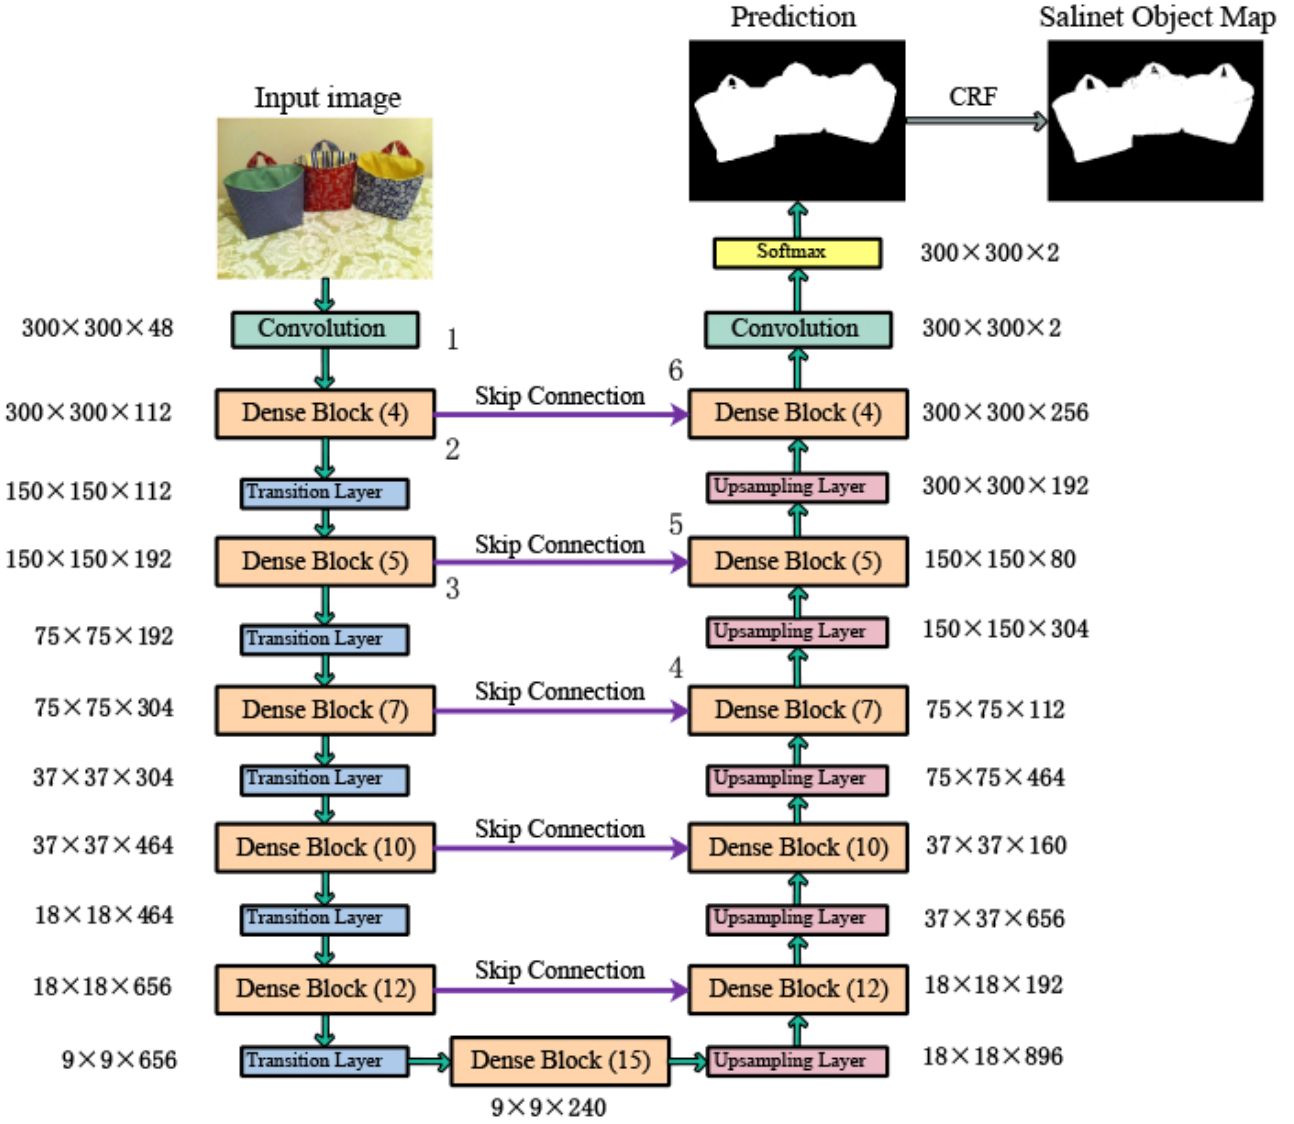 Prediction
Salinet Object Map
Input image
CRF
Softmax
300×300×2
300×300×48
Convolution
1
Convolution
300×300×2
6
300×300×112
Dense Block (4)
Skip Connection
Dense Block (4)
300×300×256
2
150×150×112
Transition Layer
Upsampling Layer
300×300×192
5
150×150×192
Dense Block (5)
Skip Connection
Dense Block (5)
150×150×80
3
75×75×192
Transition Layer
Upsampling Layer
150×150×304
4
75×75×304
Dense Block (7)
Skip Connection
Dense Block (7)
75×75×112
37×37×304
Transition Layer
Upsampling Layer
75×75×464
37×37×464
Dense Block (10)
Skip Connection
Dense Block (10)
37×37×160
18×18×464
Transition Layer
Upsampling Layer
37×37×656
18×18×656
Dense Block (12)
Skip Connection
Dense Block (12)
18×18×192
9×9×656
Transition Layer
Dense Block (15)
Upsampling Layer
18×18×896
9×9×240